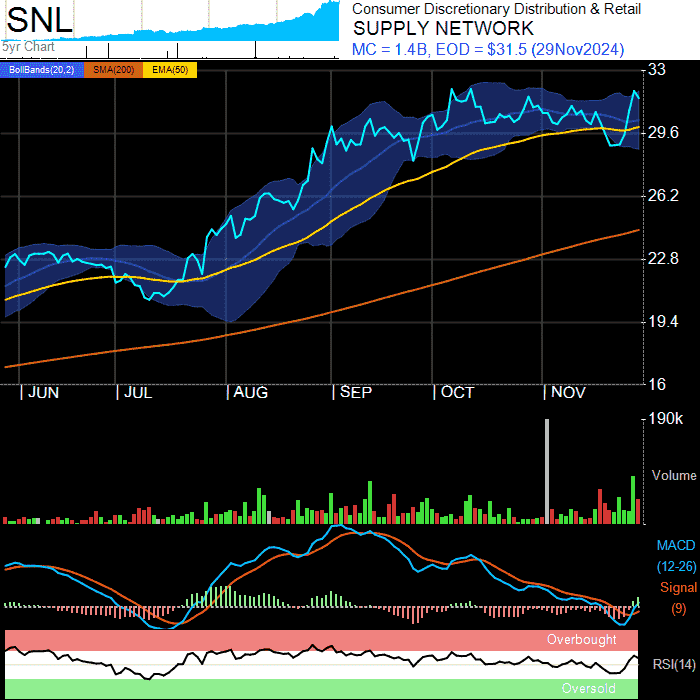 SNL
5yr Chart
Consumer Discretionary Distribution & Retail
SUPPLY NETWORK
MC = 1.4B, EOD = $31.5 (29Nov2024)
BollBands(20,2) SMA(200) EMA(50)
33
29.6
26.2
22.8
19.4
16
| JUN | JUL | AUG | SEP | OCT | NOV
190k
Volume
MACD
(12-26)
Signal
(9)
Overbought
RSI(14)
Oversold